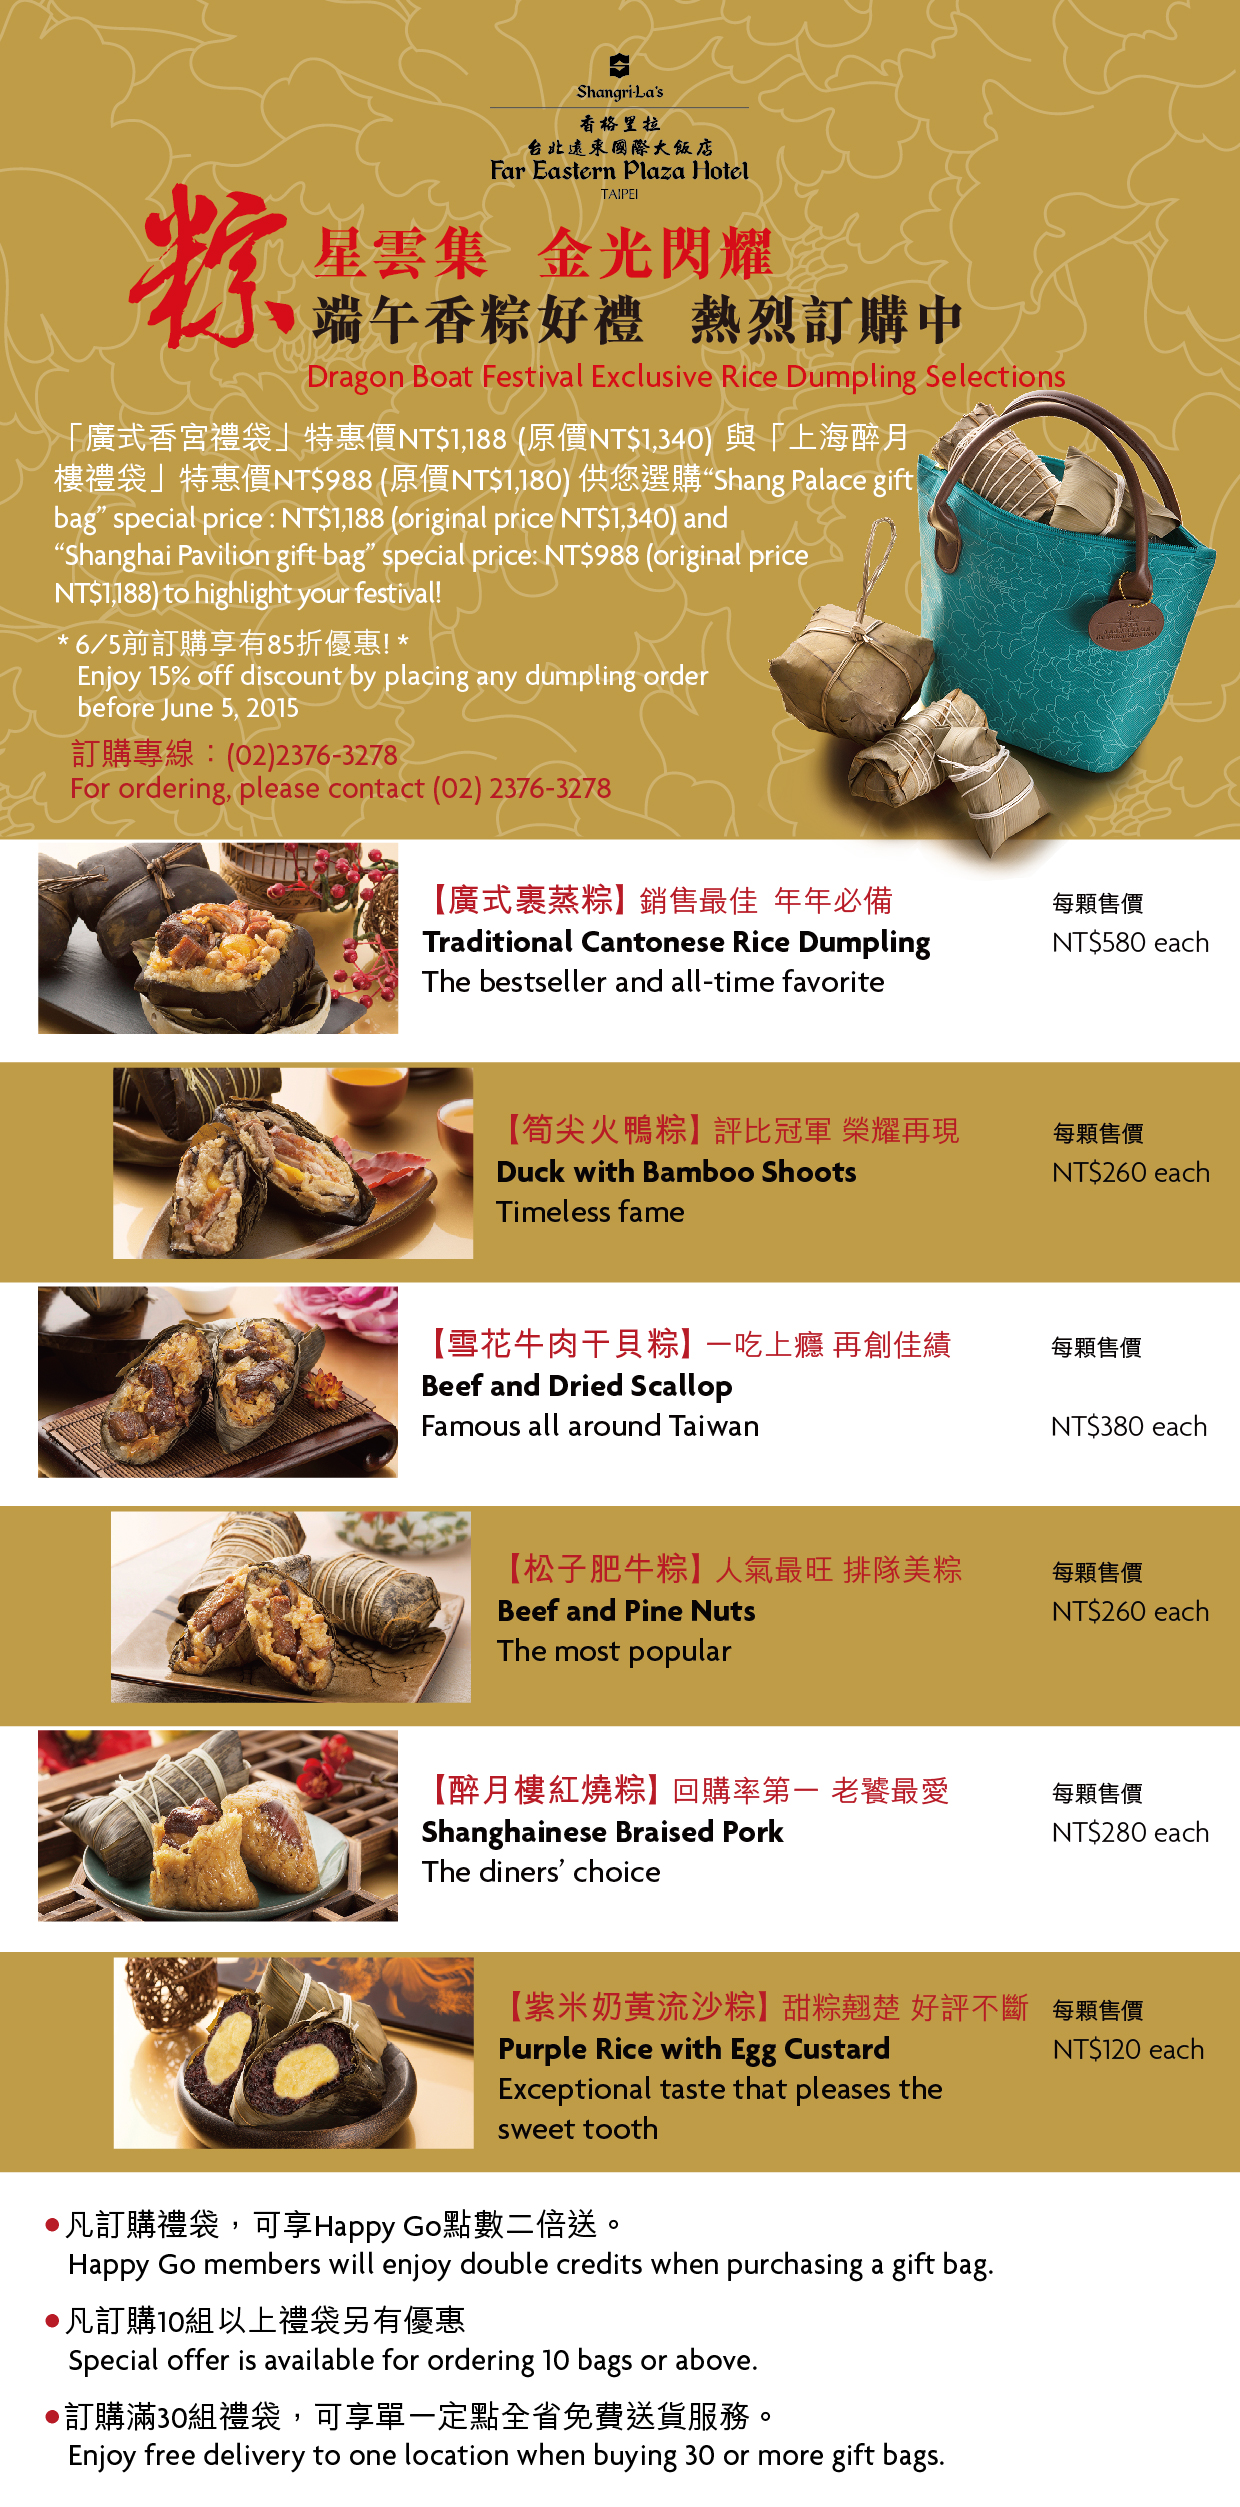 Shangri-La's
香格里拉
台北遠東國際大飯店
Far Eastern Plaza Hotel
TAIPEI
粽 星雲集 金光閃耀
端午香粽好禮 熱烈訂購中
Dragon Boat Festival Exclusive Rice Dumpling Selections
「廣式香宮禮袋」特惠價NT$1,188 (原價NT$1,340) 與「上海醉月
樓禮袋」特惠價NT$988 (原價NT$1,180) 供您選購“Shang Palace gift
bag” special price : NT$1,188 (original price NT$1,340) and
“Shanghai Pavilion gift bag” special price: NT$988 (original price
NT$1,188) to highlight your festival!
* 6/5前訂購享有85折優惠! *
Enjoy 15% off discount by placing any dumpling order
before June 5, 2015
訂購專線：(02)2376-3278
For ordering, please contact (02) 2376-3278
【廣式裹蒸粽】銷售最佳 年年必備 每顆售價
Traditional Cantonese Rice Dumpling NT$580 each
The bestseller and all-time favorite
【筍尖火鴨粽】評比冠軍 榮耀再現 每顆售價
Duck with Bamboo Shoots NT$260 each
Timeless fame
【雪花牛肉干貝粽】一吃上癮 再創佳績 每顆售價
Beef and Dried Scallop
Famous all around Taiwan NT$380 each
【松子肥牛粽】人氣最旺 排隊美粽 每顆售價
Beef and Pine Nuts NT$260 each
The most popular
【醉月樓紅燒粽】回購率第一 老饕最愛 每顆售價
Shanghainese Braised Pork NT$280 each
The diners’ choice
【紫米奶黃流沙粽】甜粽翹楚 好評不斷 每顆售價
Purple Rice with Egg Custard NT$120 each
Exceptional taste that pleases the
sweet tooth
●凡訂購禮袋，可享Happy Go點數二倍送。
Happy Go members will enjoy double credits when purchasing a gift bag.
●凡訂購10組以上禮袋另有優惠
Special offer is available for ordering 10 bags or above.
●訂購滿30組禮袋，可享單一定點全省免費送貨服務。
Enjoy free delivery to one location when buying 30 or more gift bags.